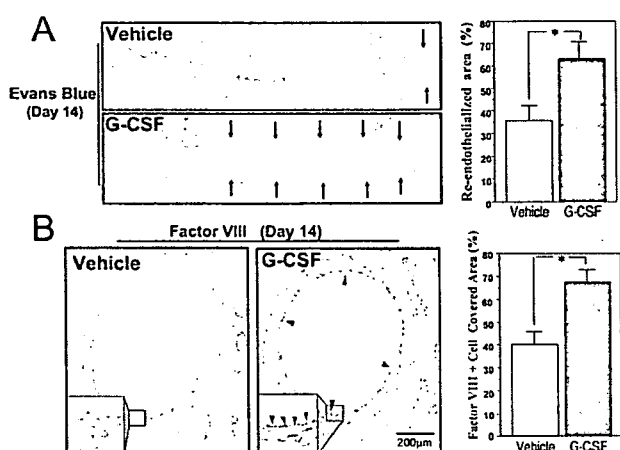 A
Vehicle
Evans Blue
(Day 14)
G-CSF
Re-endothelialized area (%)
80
70
60
50
40
30
20
10
0
*
Vehicle G-CSF
B
Factor VIII (Day 14)
Vehicle
G-CSF
200µm
Factor VIII + Cell Covered Area (%)
80
70
60
50
40
30
20
10
0
*
Vehicle G-CSF